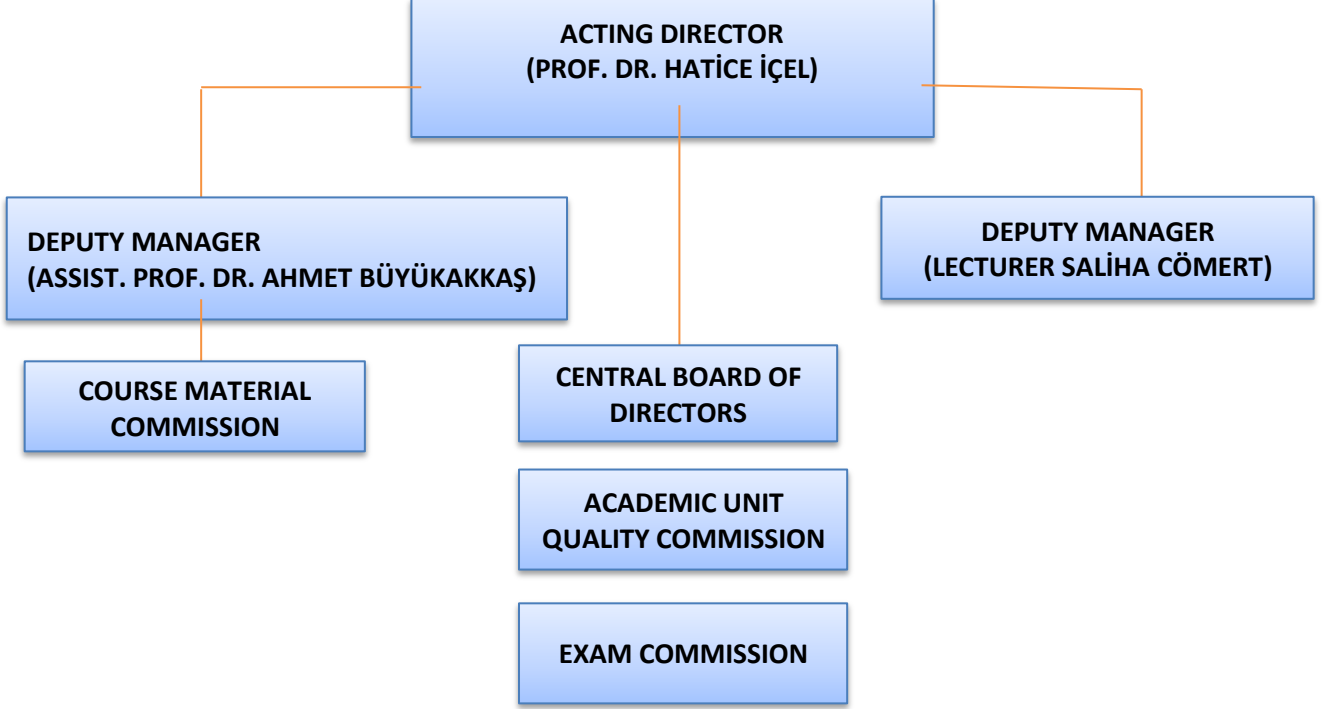 ACTING DIRECTOR
(PROF. DR. HATİCE İÇEL)
DEPUTY MANAGER
(ASSIST. PROF. DR. AHMET BÜYÜKAKKAŞ)
DEPUTY MANAGER
(LECTURER SALİHA CÖMERT)
COURSE MATERIAL
COMMISSION
CENTRAL BOARD OF
DIRECTORS
ACADEMIC UNIT
QUALITY COMMISSION
EXAM COMMISSION